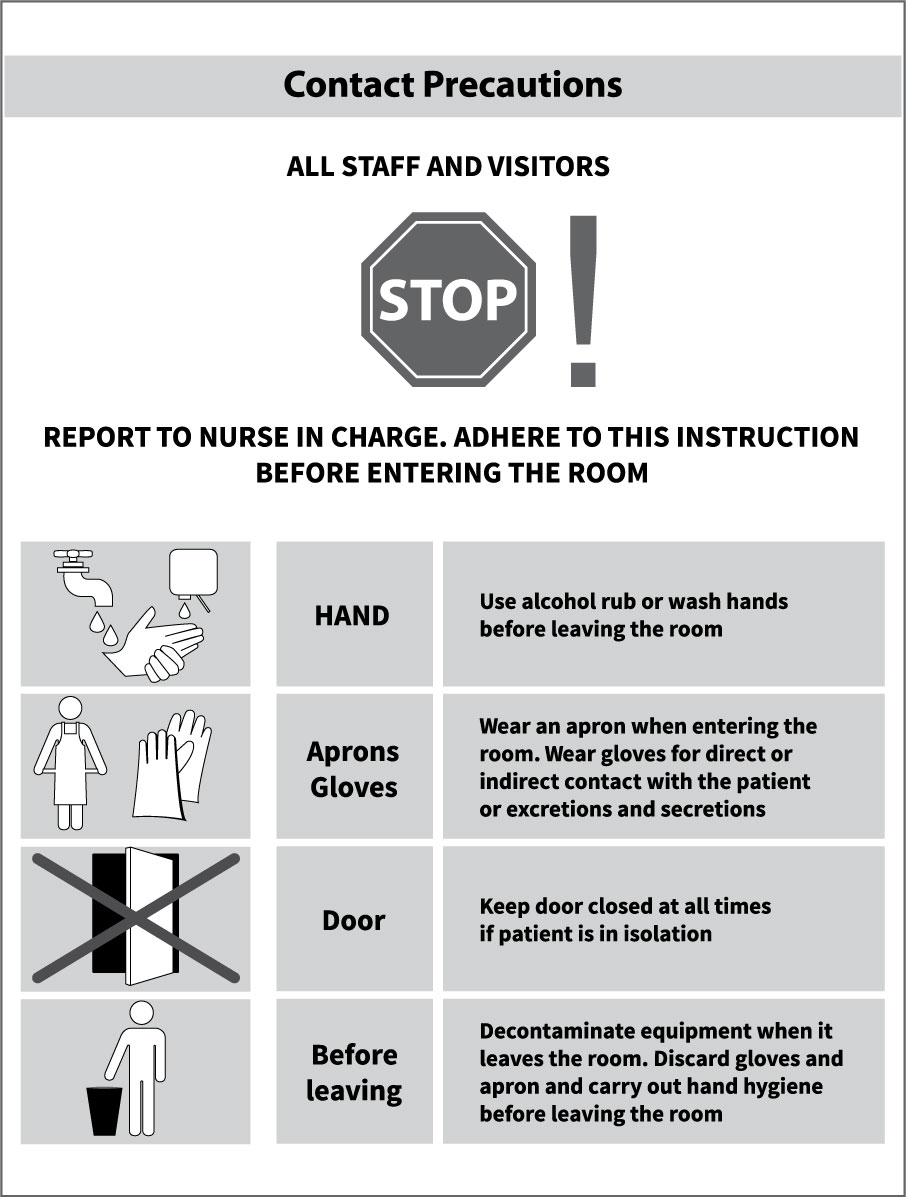 Contact Precautions
ALL STAFF AND VISITORS
STOP
!
REPORT TO NURSE IN CHARGE. ADHERE TO THIS INSTRUCTION
BEFORE ENTERING THE ROOM
HAND
Use alcohol rub or wash hands
before leaving the room
Aprons
Gloves
Wear an apron when entering the
room. Wear gloves for direct or
indirect contact with the patient
or excretions and secretions
Door
Keep door closed at all times
if patient is in isolation
Before
leaving
Decontaminate equipment when it
leaves the room. Discard gloves and
apron and carry out hand hygiene
before leaving the room